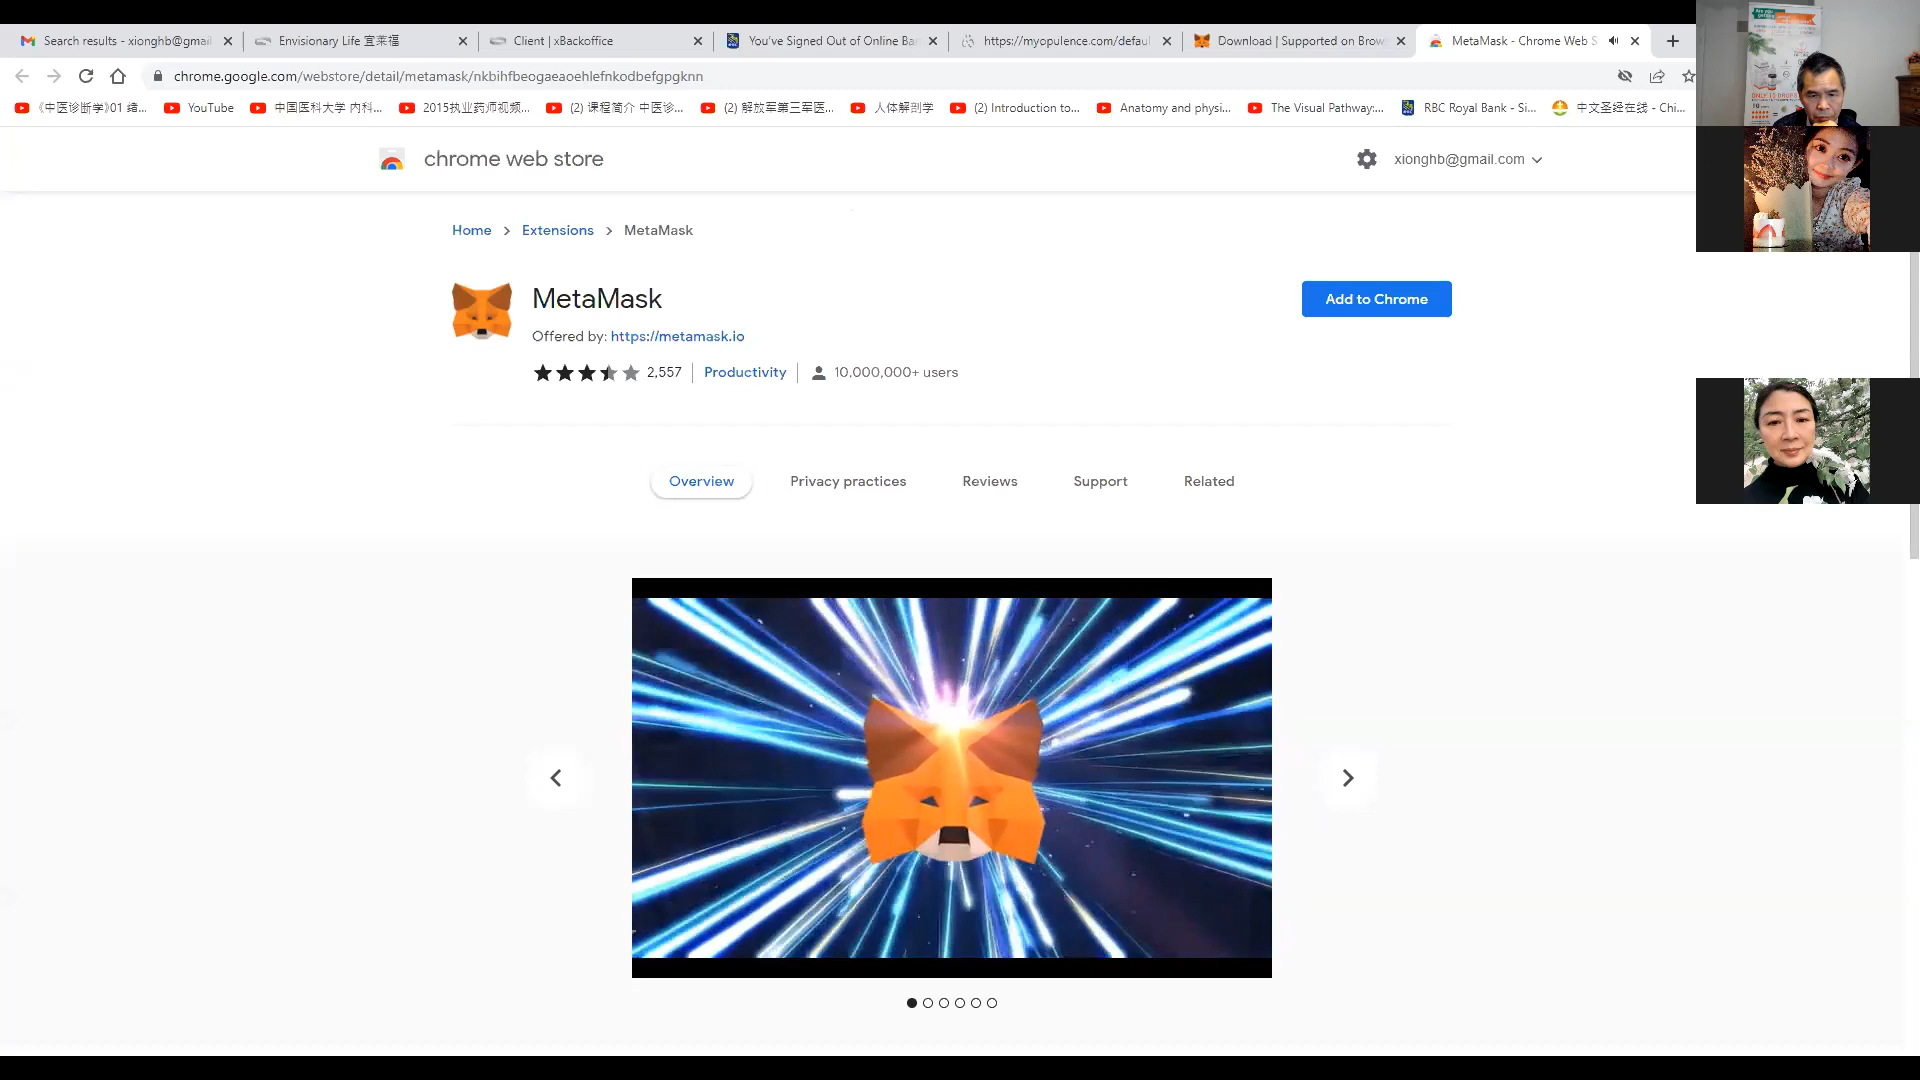 Search results - xionghb@gmail
Envisionary Life 宜莱福
Client | xBackoffice
You've Signed Out of Online Ba
https://myopulence.com/defaul
Download | Supported on Brow
MetaMask - Chrome Web S
chrome.google.com/webstore/detail/metamask/nkbihfbeogaeaoehlefnkodbefgpgknn
《中医诊断学》01 绪...
YouTube
中国医科大学 内科...
2015执业药师视频...
(2) 课程简介 中医诊...
(2) 解放军第三军医...
人体解剖学
(2) Introduction to...
Anatomy and physi...
The Visual Pathway:...
RBC Royal Bank - Si...
中文圣经在线 - Chi...
chrome web store
xionghb@gmail.com
Home > Extensions > MetaMask
MetaMask
Add to Chrome
Offered by: https://metamask.io
2,557
Productivity
10,000,000+ users
Overview
Privacy practices
Reviews
Support
Related